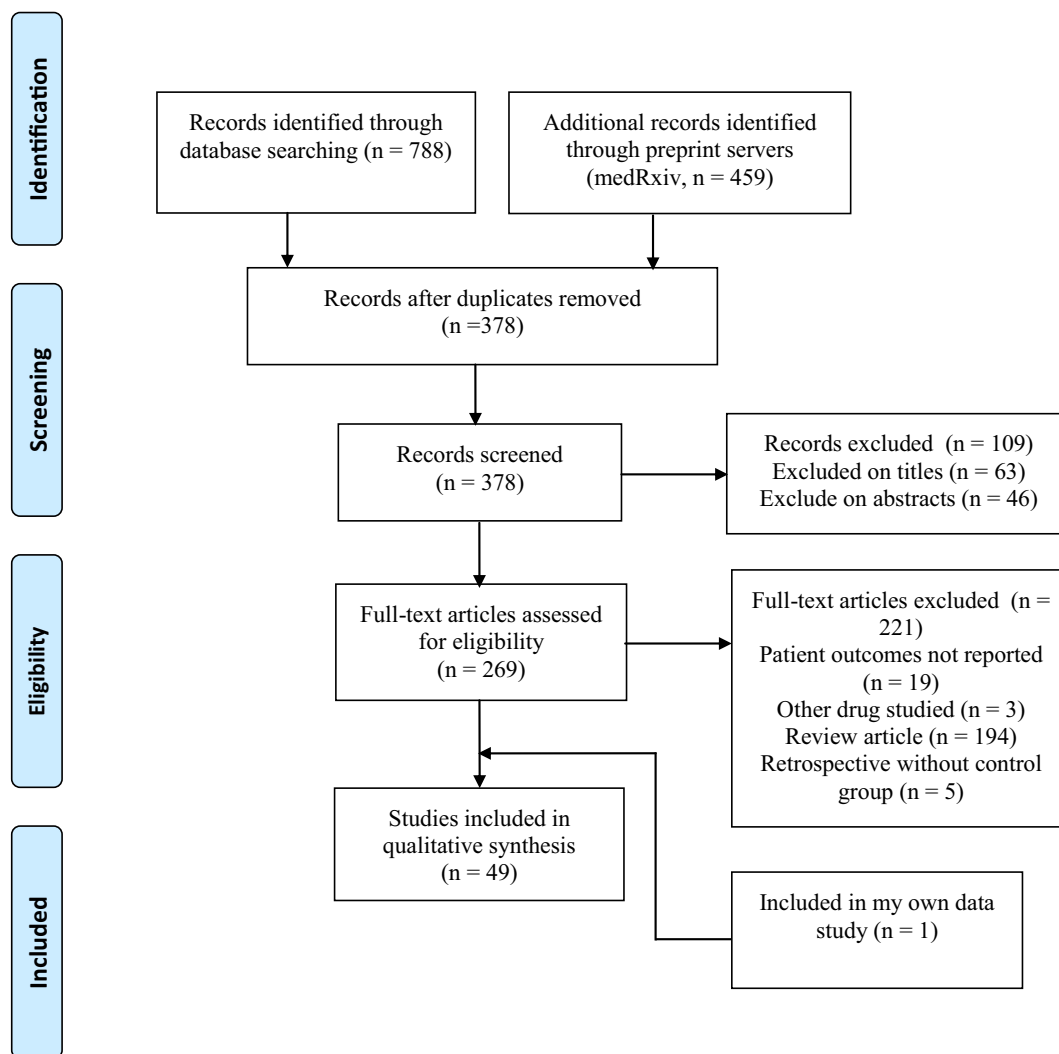 Identification
Records identified through
database searching (n = 788)
Additional records identified
through preprint servers
(medRxiv, n = 459)
Screening
Records after duplicates removed
(n =378)
Records screened
(n = 378)
Records excluded  (n = 109)
Excluded on titles (n = 63)
Exclude on abstracts (n = 46)
Eligibility
Full-text articles assessed
for eligibility
(n = 269)
Full-text articles excluded  (n =
221)
Patient outcomes not reported
(n = 19)
Other drug studied (n = 3)
Review article (n = 194)
Retrospective without control
group (n = 5)
Included
Studies included in
qualitative synthesis
(n = 49)
Included in my own data
study (n = 1)